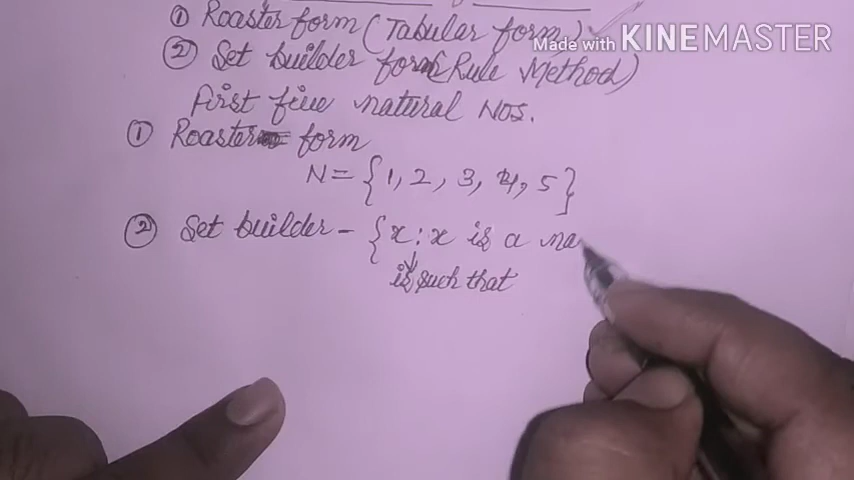 ① Roaster form (Tabular form)
Made with KINEMASTER
② Set builder form (Rule Method)
First five natural Nos.
① Roaster form
N = {1, 2, 3, 4, 5}
② Set builder - {x : x is a na
is such that